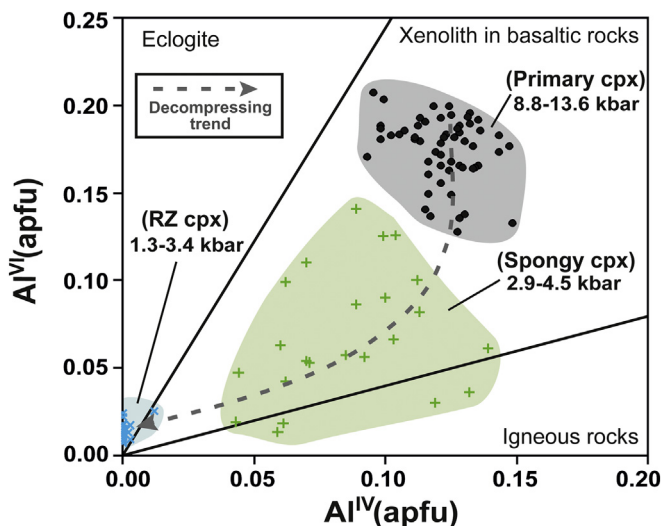 0.25
Eclogite
Xenolith in basaltic rocks
Decompressing
trend
(Primary cpx)
8.8-13.6 kbar
0.20
0.15
(RZ cpx)
1.3-3.4 kbar
(Spongy cpx)
2.9-4.5 kbar
0.10
0.05
0.00
Igneous rocks
Al^VI(apfu)
0.00 0.05 0.10 0.15 0.20
Al^IV(apfu)